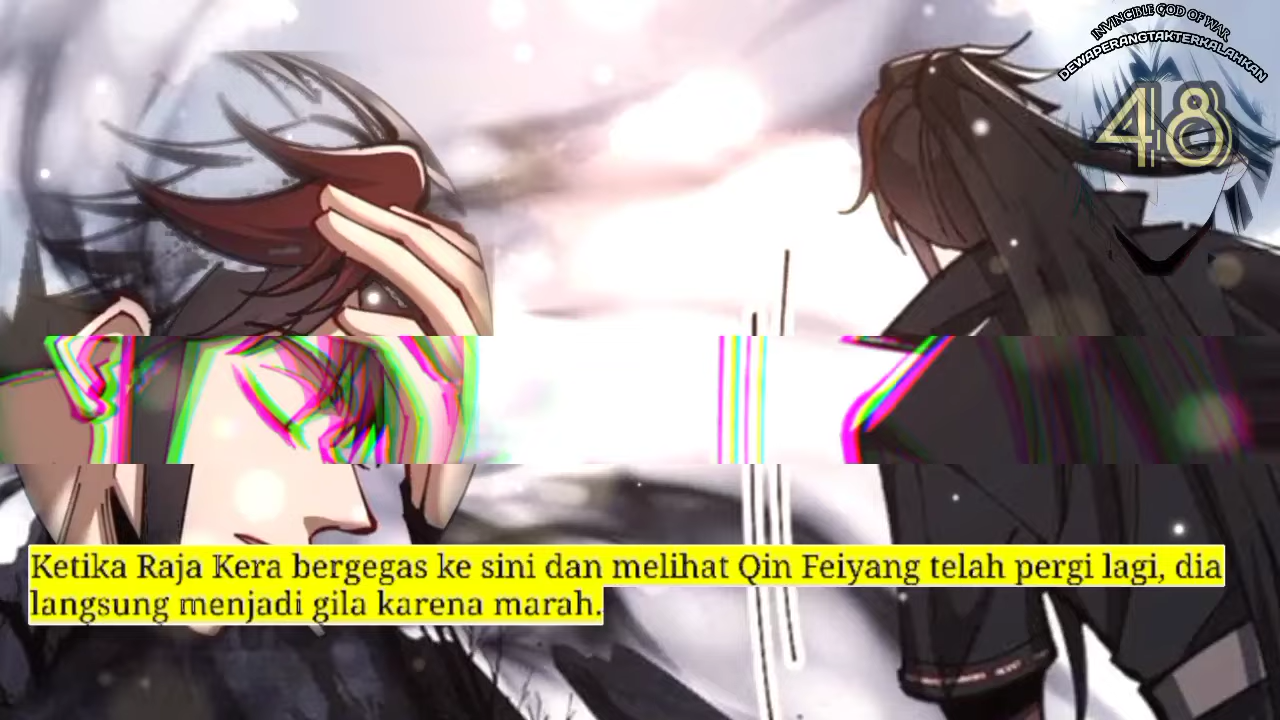 INVINCIBLE GOD OF WAR
DEWAPERANGTAKTERKALAHKAN
48
Ketika Raja Kera bergegas ke sini dan melihat Qin Feiyang telah pergi lagi, dia
langsung menjadi gila karena marah.